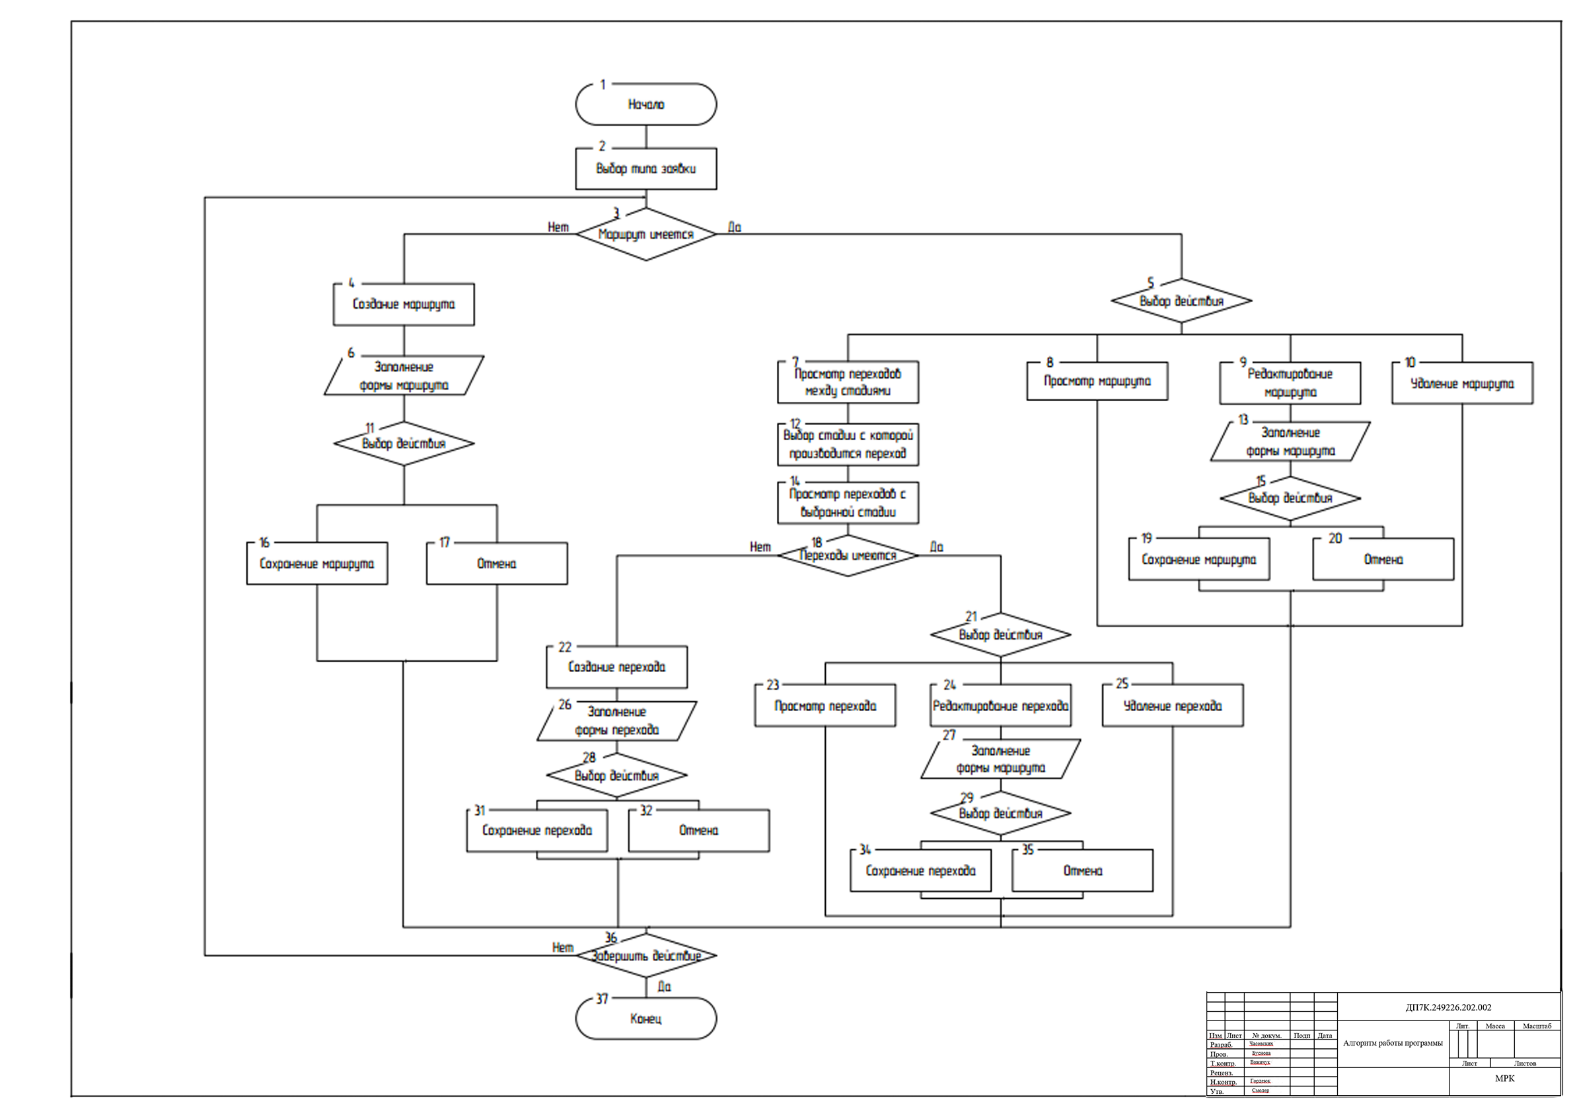 1
Начало
2
Выбор типа заявки
3
Нет
Маршрут имеется
Да
4
Создание маршрута
5
Выбор действия
6
Заполнение
формы маршрута
7
Просмотр переходов
между стадиями
8
Просмотр маршрута
9
Редактирование
маршрута
10
Удаление маршрута
11
Выбор действия
12
Выбор стадии с которой
производится переход
13
Заполнение
формы маршрута
14
Просмотр переходов с
выбранной стадии
15
Выбор действия
16
Сохранение маршрута
17
Отмена
Нет
18
Переходы имеются
Да
19
Сохранение маршрута
20
Отмена
21
Выбор действия
22
Создание перехода
23
Просмотр перехода
24
Редактирование перехода
25
Удаление перехода
26
Заполнение
формы перехода
27
Заполнение
формы маршрута
28
Выбор действия
29
Выбор действия
31
Сохранение перехода
32
Отмена
34
Сохранение перехода
35
Отмена
36
Нет
Завершить действие
Да
37
Конец
ДП7К.249226.202.002
Лит. Масса Масштаб
Изм Лист № докум. Подп Дата
Алгоритм работы программы
Разраб.
Пров.
Т.контр.
Лист Листов
Реценз.
Н.контр.
МРК
Утв.